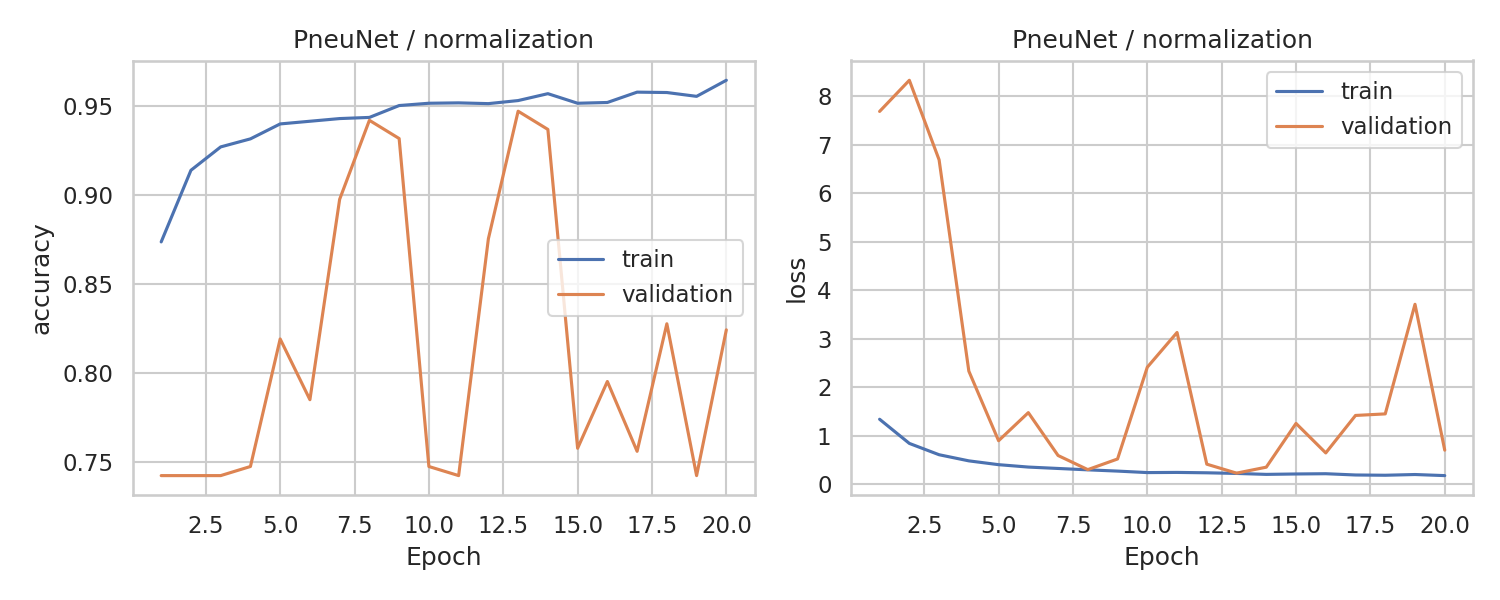 PneuNet / normalization
accuracy
0.95
0.90
0.85
0.80
0.75
train
validation
2.5 5.0 7.5 10.0 12.5 15.0 17.5 20.0
Epoch
PneuNet / normalization
loss
8
7
6
5
4
3
2
1
0
train
validation
2.5 5.0 7.5 10.0 12.5 15.0 17.5 20.0
Epoch